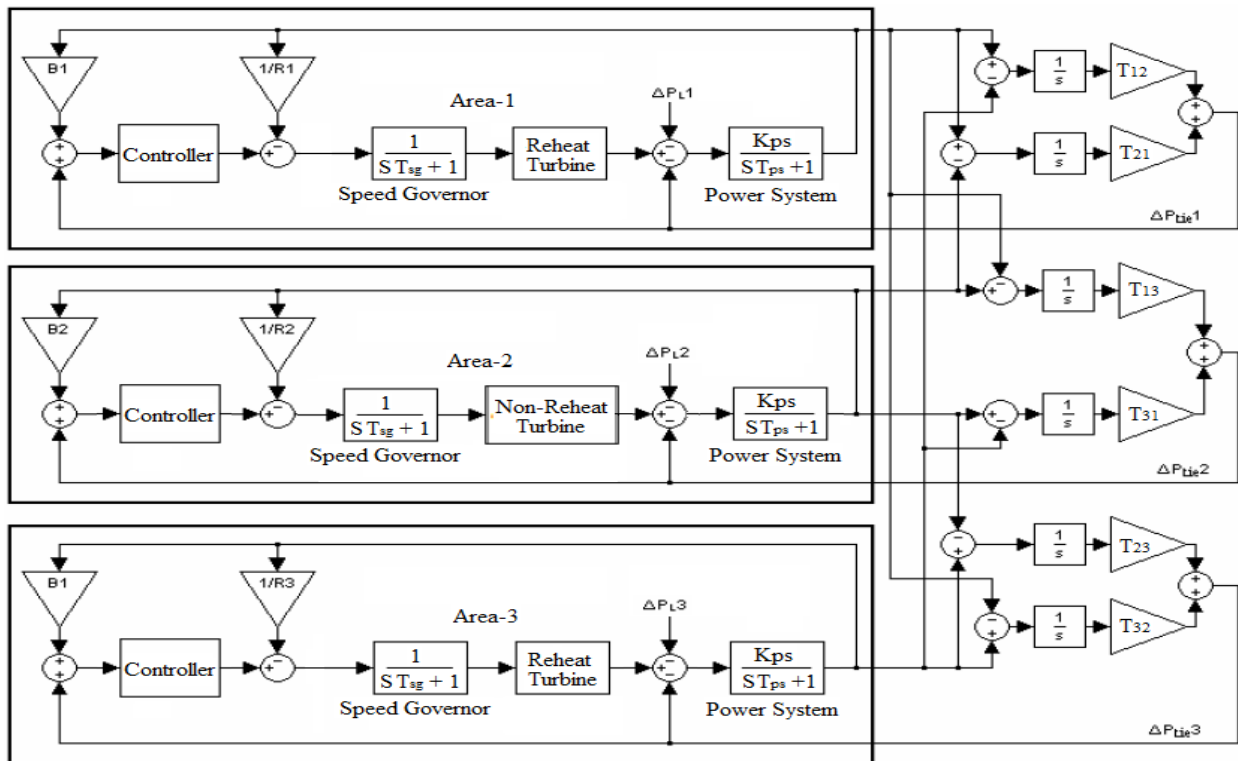 B1
1/R1
Area-1
ΔPL1
1
s
T12
+
−
+
+
Controller
+
−
1
STsg + 1
Reheat
Turbine
−
−
+
Kps
STps +1
+
+
+
−
1
s
T21
Speed Governor
Power System
ΔPtie1
+
−
1
s
T13
B2
1/R2
Area-2
ΔPL2
+
+
+
+
Controller
+
−
1
STsg + 1
Non-Reheat
Turbine
−
−
+
Kps
STps +1
+
−
1
s
T31
Speed Governor
Power System
ΔPtie2
−
+
1
s
T23
B1
1/R3
Area-3
ΔPL3
+
+
−
+
1
s
T32
+
+
Controller
+
−
1
STsg + 1
Reheat
Turbine
−
−
+
Kps
STps +1
Speed Governor
Power System
ΔPtie3